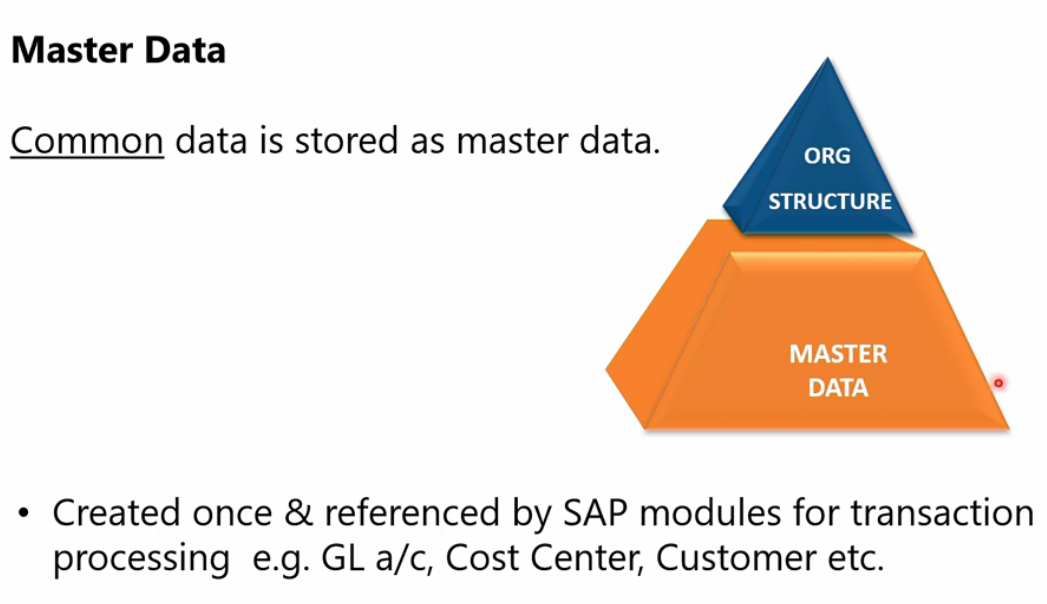 Master Data
Common data is stored as master data.
ORG
STRUCTURE
MASTER
DATA
• Created once & referenced by SAP modules for transaction
processing e.g. GL a/c, Cost Center, Customer etc.